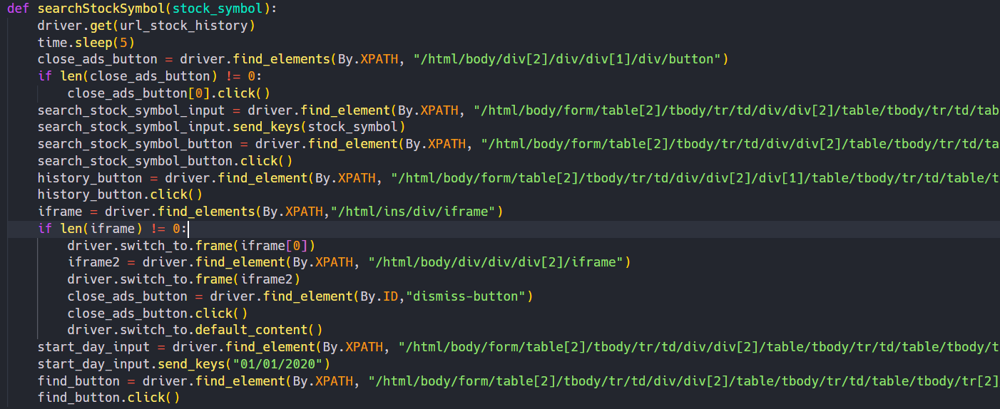 def searchStockSymbol(stock_symbol):
    driver.get(url_stock_history)
    time.sleep(5)
    close_ads_button = driver.find_elements(By.XPATH, "/html/body/div[2]/div/div[1]/div/button")
    if len(close_ads_button) != 0:
        close_ads_button[0].click()
    search_stock_symbol_input = driver.find_element(By.XPATH, "/html/body/form/table[2]/tbody/tr/td/div/div[2]/table/tbody/tr/td/tab
    search_stock_symbol_input.send_keys(stock_symbol)
    search_stock_symbol_button = driver.find_element(By.XPATH, "/html/body/form/table[2]/tbody/tr/td/div/div[2]/table/tbody/tr/td/ta
    search_stock_symbol_button.click()
    history_button = driver.find_element(By.XPATH, "/html/body/form/table[2]/tbody/tr/td/div/div[2]/div[1]/table/tbody/tr/td/table/t
    history_button.click()
    iframe = driver.find_elements(By.XPATH,"/html/ins/div/iframe")
    if len(iframe) != 0:
        driver.switch_to.frame(iframe[0])
        iframe2 = driver.find_element(By.XPATH, "/html/body/div/div/div[2]/iframe")
        driver.switch_to.frame(iframe2)
        close_ads_button = driver.find_element(By.ID,"dismiss-button")
        close_ads_button.click()
        driver.switch_to.default_content()
    start_day_input = driver.find_element(By.XPATH, "/html/body/form/table[2]/tbody/tr/td/div/div[2]/table/tbody/tr/td/table/tbody/t
    start_day_input.send_keys("01/01/2020")
    find_button = driver.find_element(By.XPATH, "/html/body/form/table[2]/tbody/tr/td/div/div[2]/table/tbody/tr/td/table/tbody/tr[2]
    find_button.click()